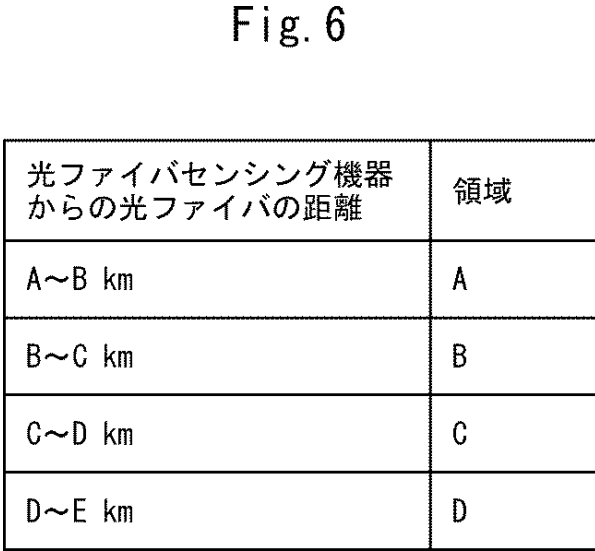 Fig. 6
光ファイバセンシング機器
からの光ファイバの距離
領域
A～B km
A
B～C km
B
C～D km
C
D～E km
D